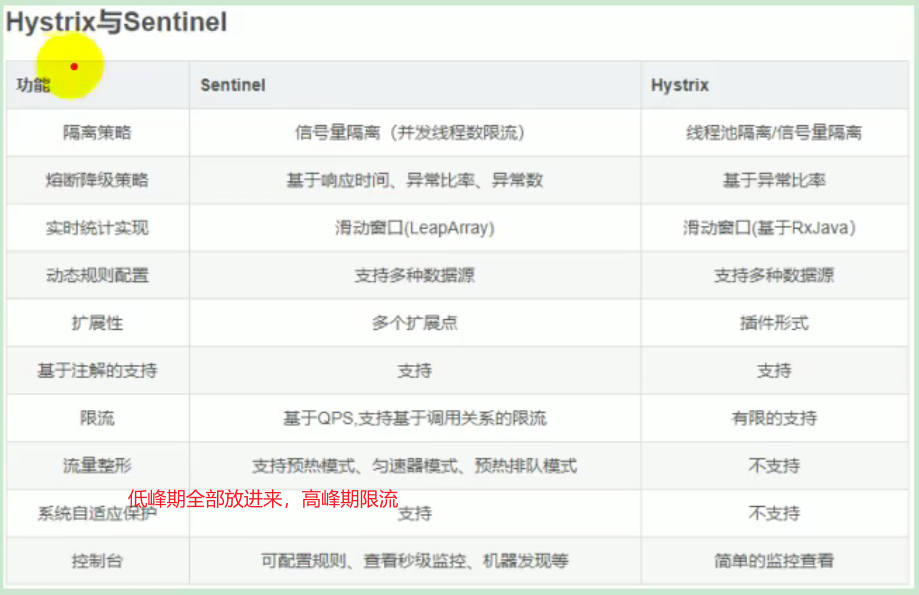 Hystrix与Sentinel
功能 Sentinel Hystrix
隔离策略 信号量隔离（并发线程数限流） 线程池隔离/信号量隔离
熔断降级策略 基于响应时间、异常比率、异常数 基于异常比率
实时统计实现 滑动窗口(LeapArray) 滑动窗口(基于RxJava）
动态规则配置 支持多种数据源 支持多种数据源
扩展性 多个扩展点 插件形式
基于注解的支持 支持 支持
限流 基于QPS,支持基于调用关系的限流 有限的支持
流量整形 支持预热模式、匀速器模式、预热排队模式 不支持
低峰期全部放进来，高峰期限流
系统自适应保护 支持 不支持
控制台 可配置规则、查看秒级监控、机器发现等 简单的监控查看